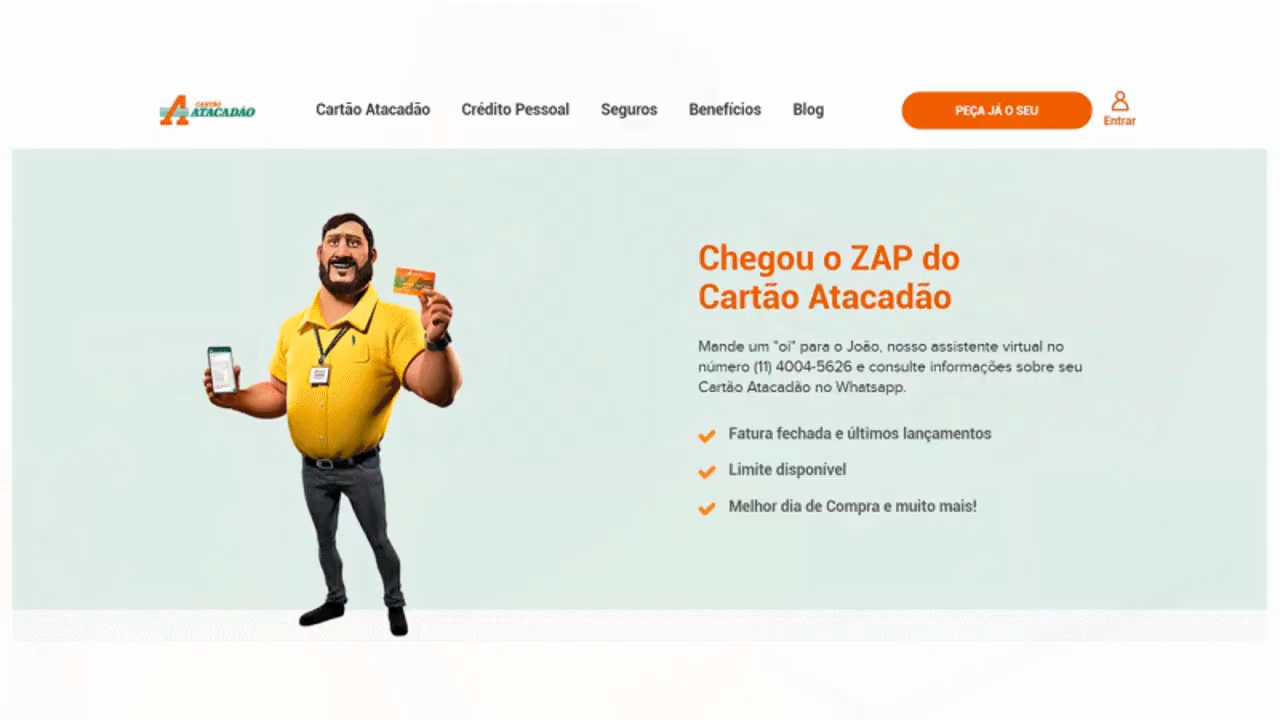 CARTÃO
ATACADÃO
Cartão Atacadão
Crédito Pessoal
Seguros
Benefícios
Blog
PEÇA JÁ O SEU
Entrar
Chegou o ZAP do
Cartão Atacadão
Mande um "oi" para o João, nosso assistente virtual no
número (11) 4004-5626 e consulte informações sobre seu
Cartão Atacadão no Whatsapp.
Fatura fechada e últimos lançamentos
Limite disponível
Melhor dia de Compra e muito mais!